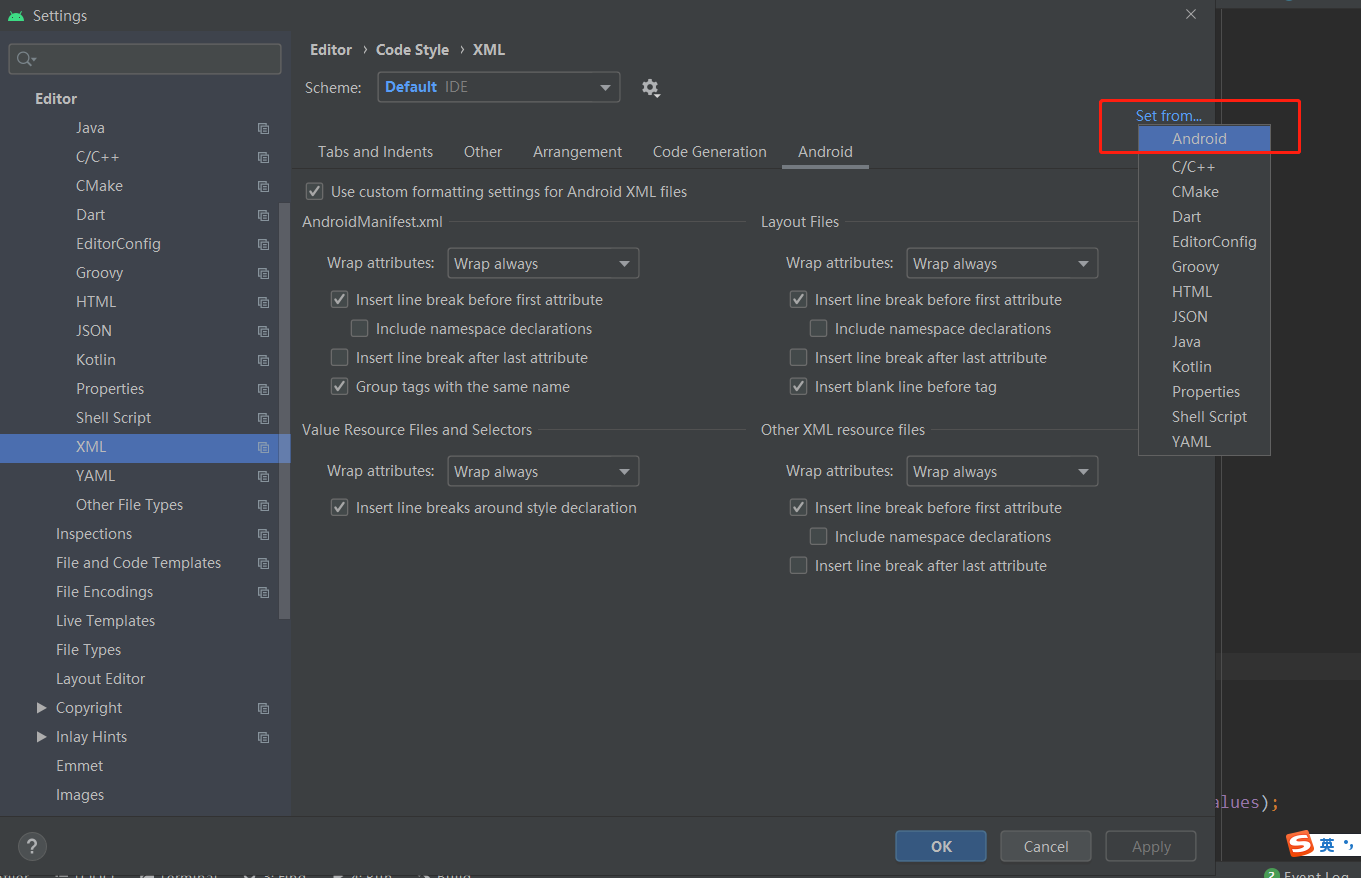 Settings
Editor › Code Style › XML
Scheme: Default IDE
Set from...
Tabs and Indents Other Arrangement Code Generation Android
Editor
Java
C/C++
CMake
Dart
EditorConfig
Groovy
HTML
JSON
Kotlin
Properties
Shell Script
XML
YAML
Other File Types
Inspections
File and Code Templates
File Encodings
Live Templates
File Types
Layout Editor
Copyright
Inlay Hints
Emmet
Images
Use custom formatting settings for Android XML files
AndroidManifest.xml
Wrap attributes: Wrap always
Insert line break before first attribute
Include namespace declarations
Insert line break after last attribute
Group tags with the same name
Layout Files
Wrap attributes: Wrap always
Insert line break before first attribute
Include namespace declarations
Insert line break after last attribute
Insert blank line before tag
Value Resource Files and Selectors
Wrap attributes: Wrap always
Insert line breaks around style declaration
Other XML resource files
Wrap attributes: Wrap always
Insert line break before first attribute
Include namespace declarations
Insert line break after last attribute
Android
C/C++
CMake
Dart
EditorConfig
Groovy
HTML
JSON
Java
Kotlin
Properties
Shell Script
YAML
alues);
?
OK Cancel Apply
S 英
2 Event Log